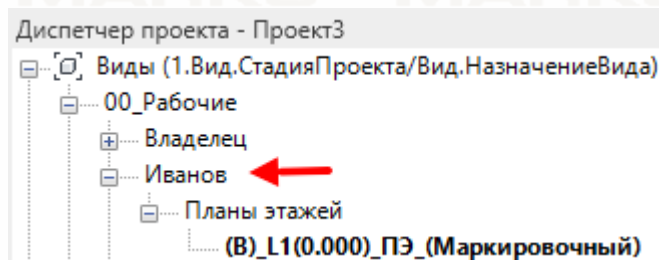 Диспетчер проекта - Проект3
Виды (1.Вид.СтадияПроекта/Вид.НазначениеВида)
00_Рабочие
Владелец
Иванов
Планы этажей
(В)_L1(0.000)_ПЭ_(Маркировочный)